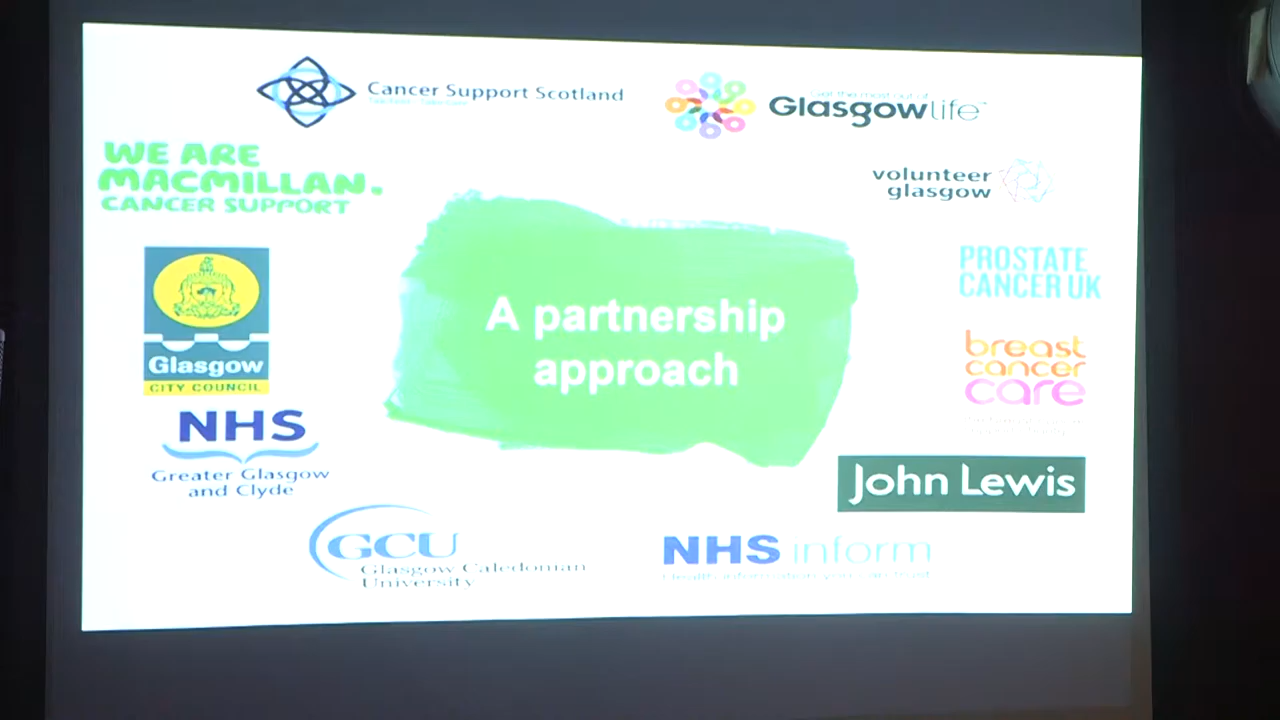 Cancer Support Scotland
Glasgowlife
WE ARE
MACMILLAN.
CANCER SUPPORT
volunteer
glasgow
PROSTATE
CANCER UK
Glasgow
CITY COUNCIL
A partnership
approach
breast
cancer
care
NHS
Greater Glasgow
and Clyde
John Lewis
GCU
Glasgow Caledonian
University
NHS inform